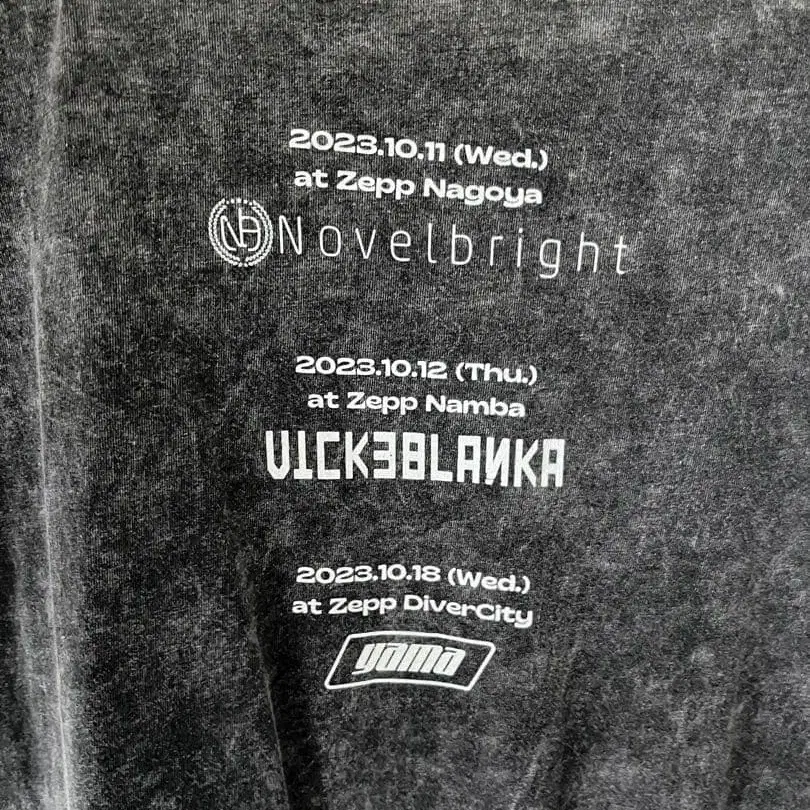 2023.10.11 (Wed.)
at Zepp Nagoya
NB Novelbright
2023.10.12 (Thu.)
at Zepp Namba
VICKEBLANKA
2023.10.18 (Wed.)
at Zepp DiverCity
yama